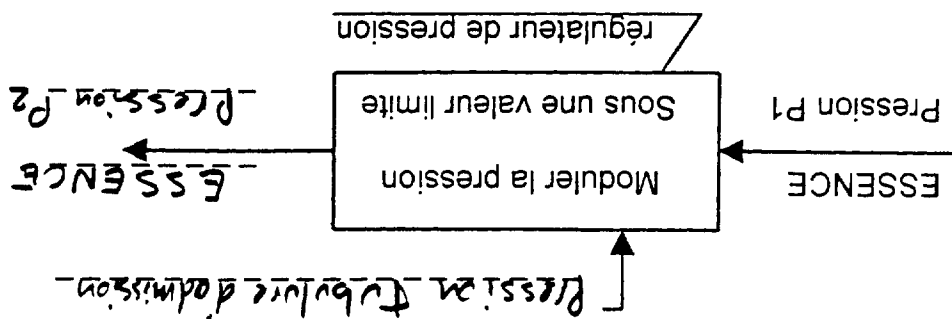 Pression tubulure d'admission
ESSENCE
Pression P1
Moduler la pression
Sous une valeur limite
ESSENCE
Pression P2
régulateur de pression